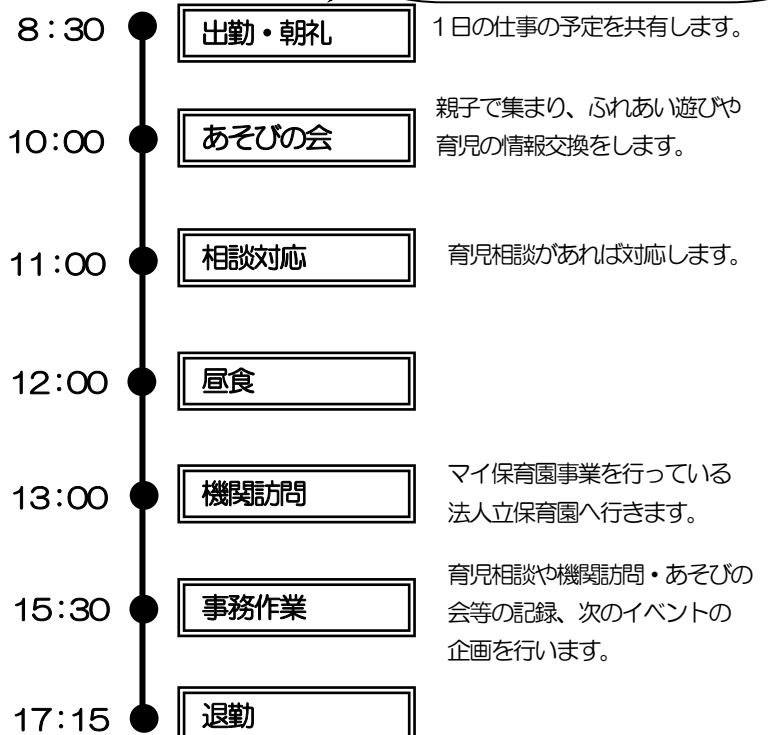 8：30 出勤・朝礼 １日の仕事の予定を共有します。
10：00 あそびの会 親子で集まり、ふれあい遊びや
育児の情報交換をします。
11：00 相談対応 育児相談があれば対応します。
12：00 昼食
13：00 機関訪問 マイ保育園事業を行っている
法人立保育園へ行きます。
15：30 事務作業 育児相談や機関訪問・あそびの
会等の記録、次のイベントの
企画を行います。
17：15 退勤